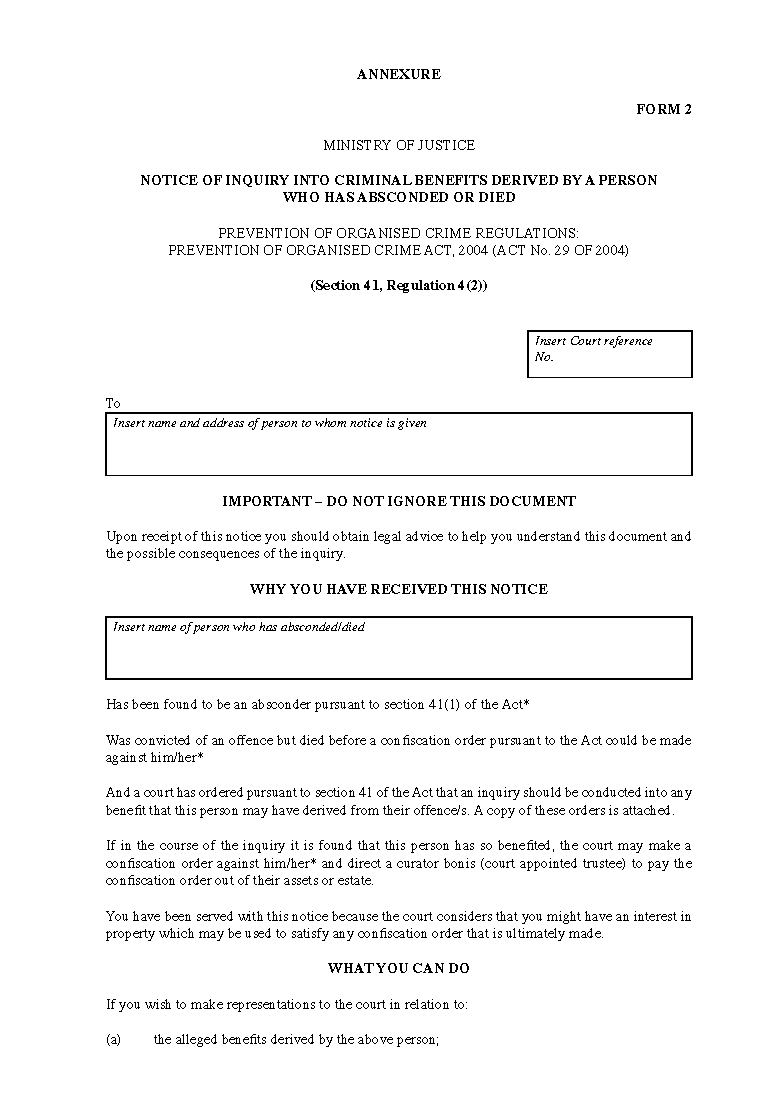 ANNEXURE
FORM 2
MINISTRY OF JUSTICE
NOTICE OF INQUIRY INTO CRIMINAL BENEFITS DERIVED BY A PERSON
WHO HAS ABSCONDED OR DIED
PREVENTION OF ORGANISED CRIME REGULATIONS:
PREVENTION OF ORGANISED CRIME ACT, 2004 (ACT No. 29 OF 2004)
(Section 41, Regulation 4(2))
Insert Court reference
No.
To
Insert name and address of person to whom notice is given
IMPORTANT – DO NOT IGNORE THIS DOCUMENT
Upon receipt of this notice you should obtain legal advice to help you understand this document and
the possible consequences of the inquiry.
WHY YOU HAVE RECEIVED THIS NOTICE
Insert name of person who has absconded/died
Has been found to be an absconder pursuant to section 41(1) of the Act*
Was convicted of an offence but died before a confiscation order pursuant to the Act could be made
against him/her*
And a court has ordered pursuant to section 41 of the Act that an inquiry should be conducted into any
benefit that this person may have derived from their offence/s. A copy of these orders is attached.
If in the course of the inquiry it is found that this person has so benefited, the court may make a
confiscation order against him/her* and direct a curator bonis (court appointed trustee) to pay the
confiscation order out of their assets or estate.
You have been served with this notice because the court considers that you might have an interest in
property which may be used to satisfy any confiscation order that is ultimately made.
WHAT YOU CAN DO
If you wish to make representations to the court in relation to:
(a) the alleged benefits derived by the above person;